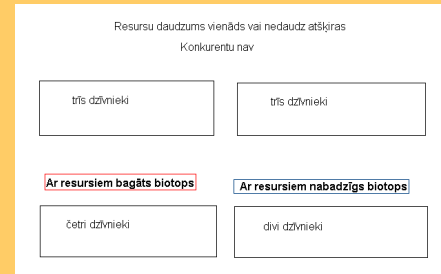 Resursu daudzums vienāds vai nedaudz atšķiras
Konkurentu nav
trīs dzīvnieki
trīs dzīvnieki
Ar resursiem bagāts biotops
Ar resursiem nabadzīgs biotops
četri dzīvnieki
divi dzīvnieki